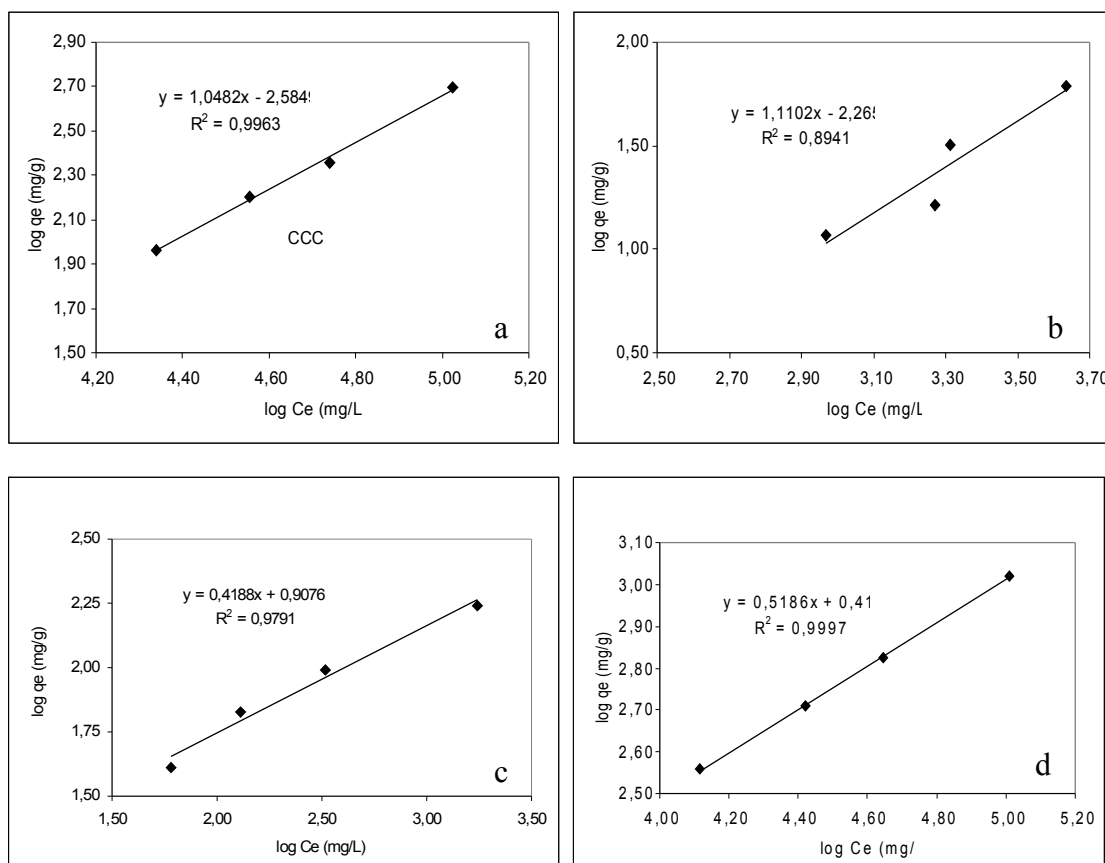 2,90
2,70
2,50
2,30
2,10
1,90
1,70
1,50
log qe (mg/g)
y = 1,0482x - 2,5849
R² = 0,9963
CCC
a
4,20 4,40 4,60 4,80 5,00 5,20
log Ce (mg/L
2,00
1,50
1,00
0,50
log qe (mg/g)
y = 1,1102x - 2,265
R² = 0,8941
b
2,50 2,70 2,90 3,10 3,30 3,50 3,70
log Ce (mg/L
2,50
2,25
2,00
1,75
1,50
log qe (mg/g)
y = 0,4188x + 0,9076
R² = 0,9791
c
1,50 2,00 2,50 3,00 3,50
log Ce (mg/L)
3,10
3,00
2,90
2,80
2,70
2,60
2,50
log qe (mg/g)
y = 0,5186x + 0,41
R² = 0,9997
d
4,00 4,20 4,40 4,60 4,80 5,00 5,20
log Ce (mg/